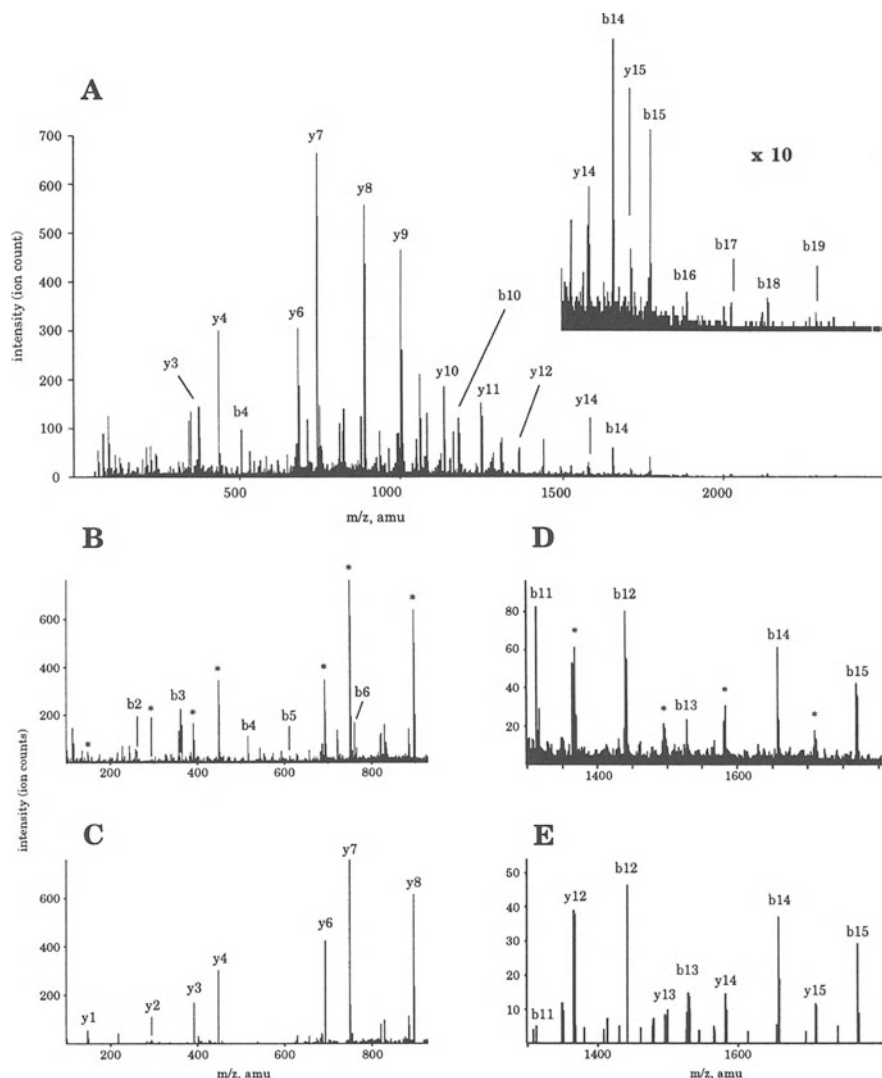 A
b14
y15
b15
x 10
y14
b17
b19
b16
b18
700
600
500
400
300
200
100
0
intensity (ion count)
y7
y8
y9
y6
y4
y3
b4
b10
y10
y11
y12
y14
b14
500
1000
1500
2000
m/z, amu
B
600
400
200
*
*
*
*
*
*
*
b2
b3
b4
b5
b6
200
400
600
800
D
80
60
40
20
b11
*
b12
*
b13
*
b14
*
b15
1400
1600
intensity (ion counts)
C
600
400
200
y1
y2
y3
y4
y6
y7
y8
200
400
600
800
m/z, amu
E
50
40
30
20
10
0
b11
y12
b12
y13
b13
y14
b14
y15
b15
1400
1600
m/z, amu